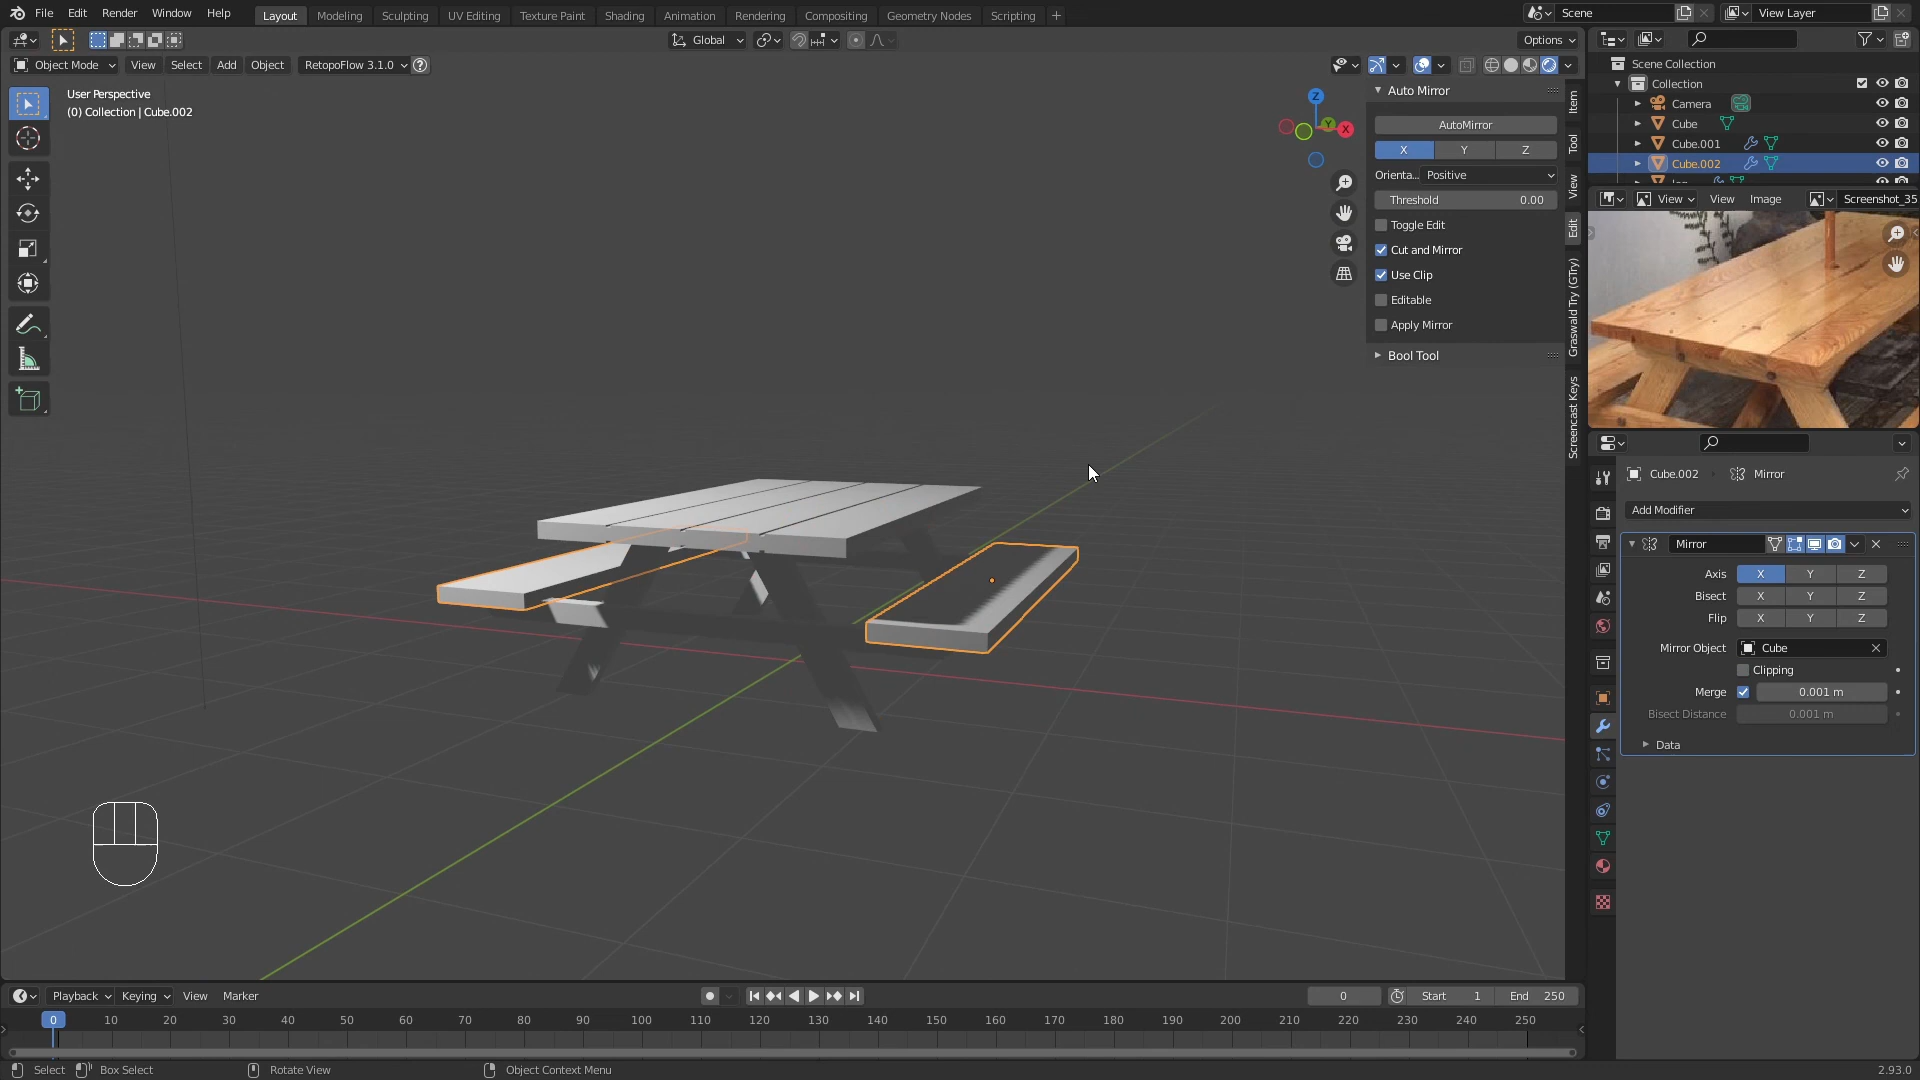 File Edit Render Window Help
Layout Modeling Sculpting UV Editing Texture Paint Shading Animation Rendering Compositing Geometry Nodes Scripting
Scene
View Layer
Global
Options
Object Mode View Select Add Object RetopoFlow 3.1.0
User Perspective
(0) Collection | Cube.002
Z
Y
X
Auto Mirror
AutoMirror
X Y Z
Orienta... Positive
Threshold 0.00
Toggle Edit
Cut and Mirror
Use Clip
Editable
Apply Mirror
Bool Tool
Item
Tool
View
Edit
Graswald Try (GTry)
Screencast Keys
Scene Collection
Collection
Camera
Cube
Cube.001
Cube.002
View View Image Screenshot_35
Cube.002 Mirror
Add Modifier
Mirror
Axis X Y Z
Bisect X Y Z
Flip X Y Z
Mirror Object Cube
Clipping
Merge 0.001 m
Bisect Distance 0.001 m
Data
Playback Keying View Marker
0 Start 1 End 250
0 10 20 30 40 50 60 70 80 90 100 110 120 130 140 150 160 170 180 190 200 210 220 230 240 250
Select Box Select Rotate View Object Context Menu
2.93.0